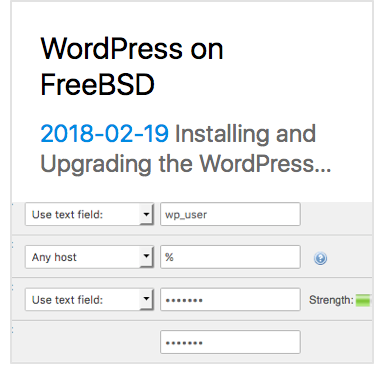 WordPress on
FreeBSD
2018-02-19 Installing and
Upgrading the WordPress...
Use text field: wp_user
Any host %
Use text field: ••••••• Strength:
•••••••